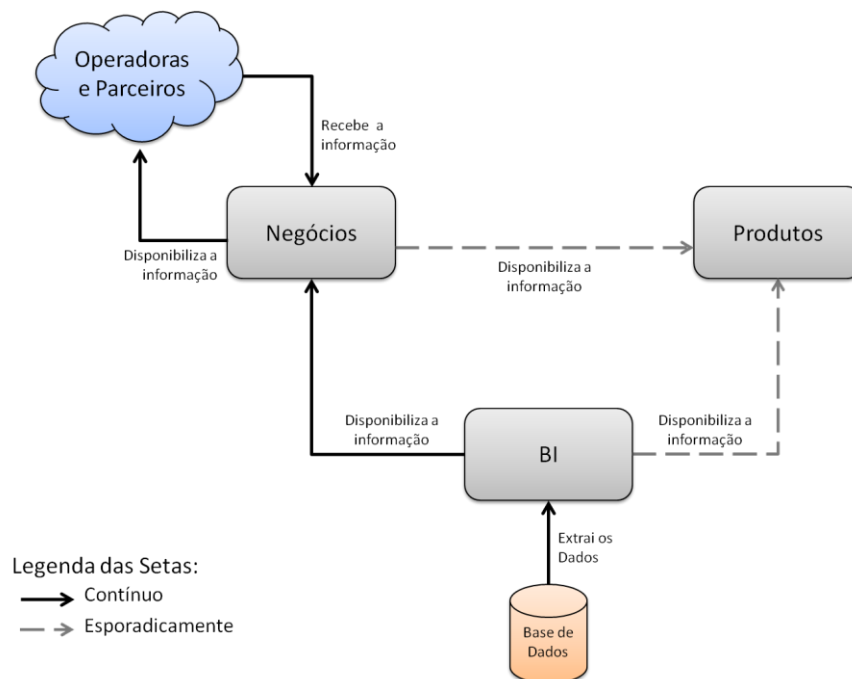 Operadoras
e Parceiros
Recebe a
informação
Negócios
Produtos
Disponibiliza a
informação
Disponibiliza a
informação
Disponibiliza a
informação
BI
Disponibiliza a
informação
Extrai os
Dados
Legenda das Setas:
Contínuo
Esporadicamente
Base de
Dados